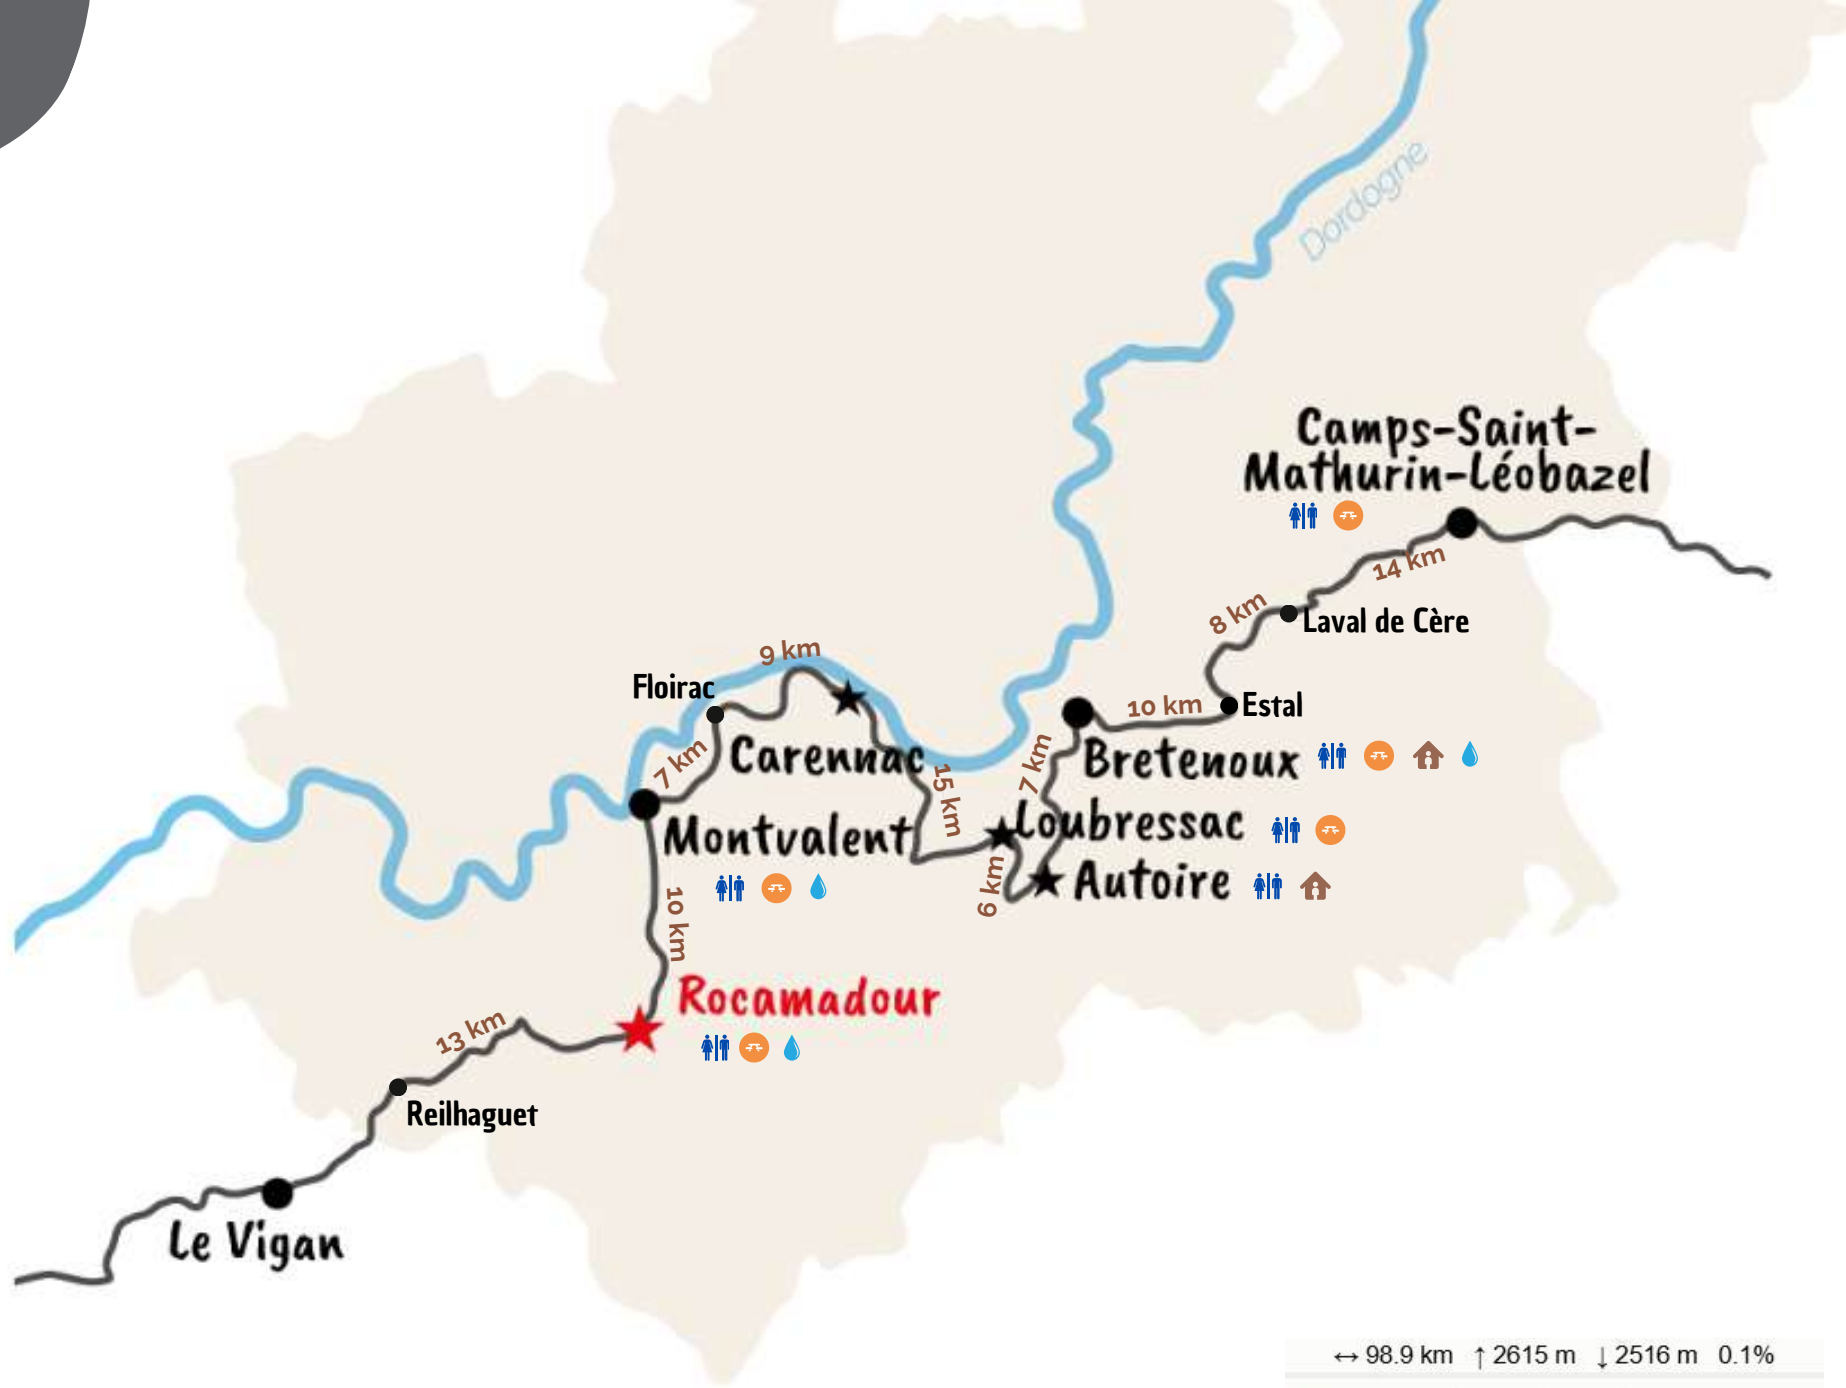 Dordogne
Camps-Saint-
Mathurin-Léobazel
14 km
8 km
Laval de Cère
9 km
Floirac
10 km
Estal
7 km
Carennac
7 km
Bretenoux
15 km
Loubressac
Montvalent
6 km
Autoire
10 km
Rocamadour
13 km
Reilhaguet
Le Vigan
↔ 98.9 km ↑ 2615 m ↓ 2516 m 0.1%